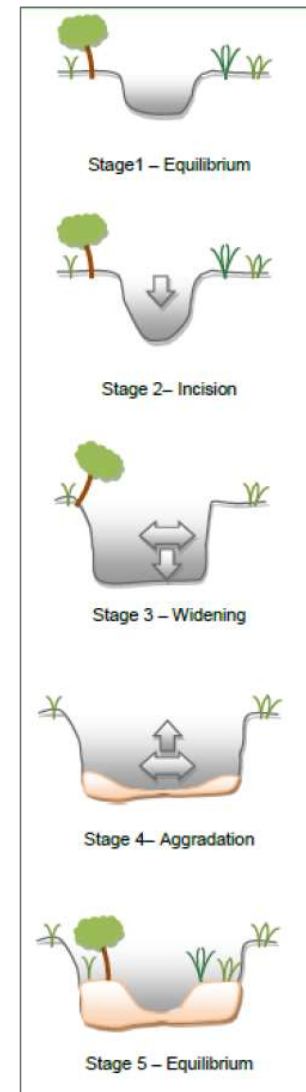 Stage1 – Equilibrium
Stage 2– Incision
Stage 3 – Widening
Stage 4– Aggradation
Stage 5 – Equilibrium